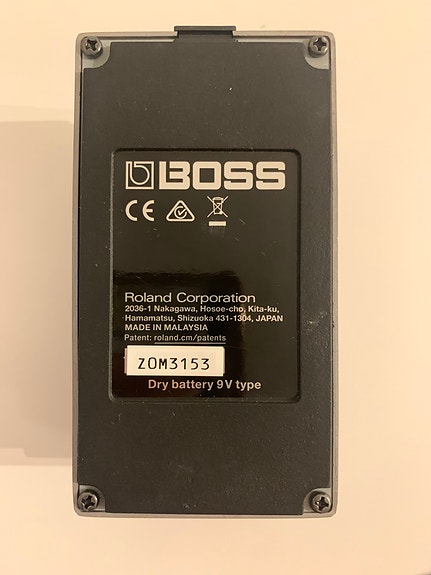 BOSS
CE
Roland Corporation
2036-1 Nakagawa, Hosoe-cho, Kita-ku,
Hamamatsu, Shizuoka 431-1304, JAPAN
MADE IN MALAYSIA
Patent: roland.cm/patents
Z0M3153
Dry battery 9V type